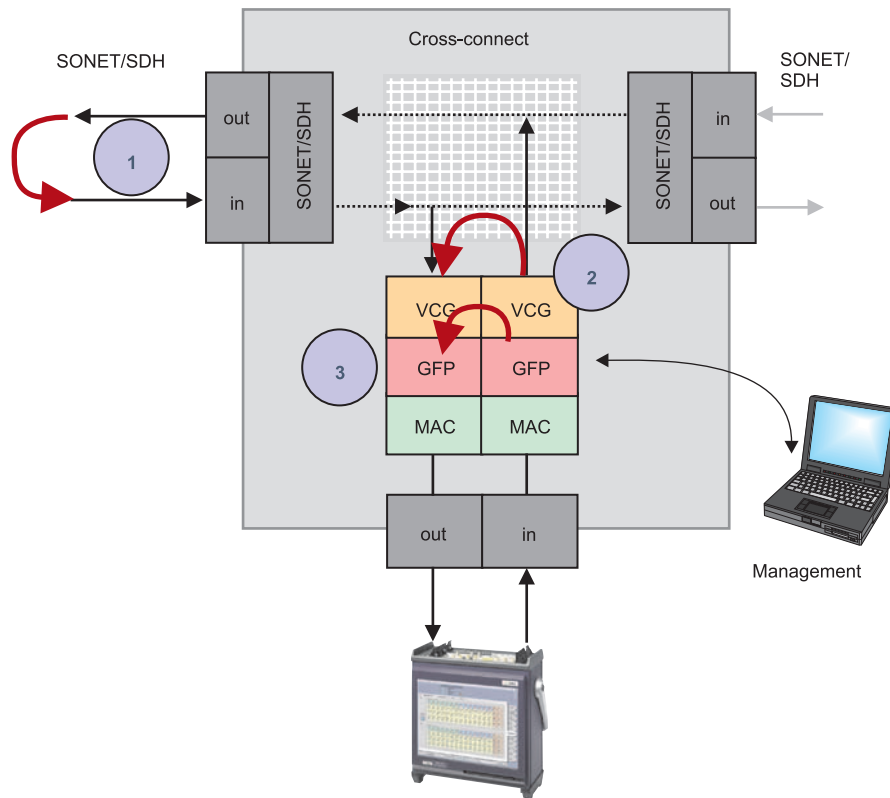 Cross-connect
SONET/SDH
SONET/
SDH
out
in
SONET/SDH
SONET/SDH
in
out
1
2
VCG
VCG
3
GFP
GFP
MAC
MAC
out
in
Management